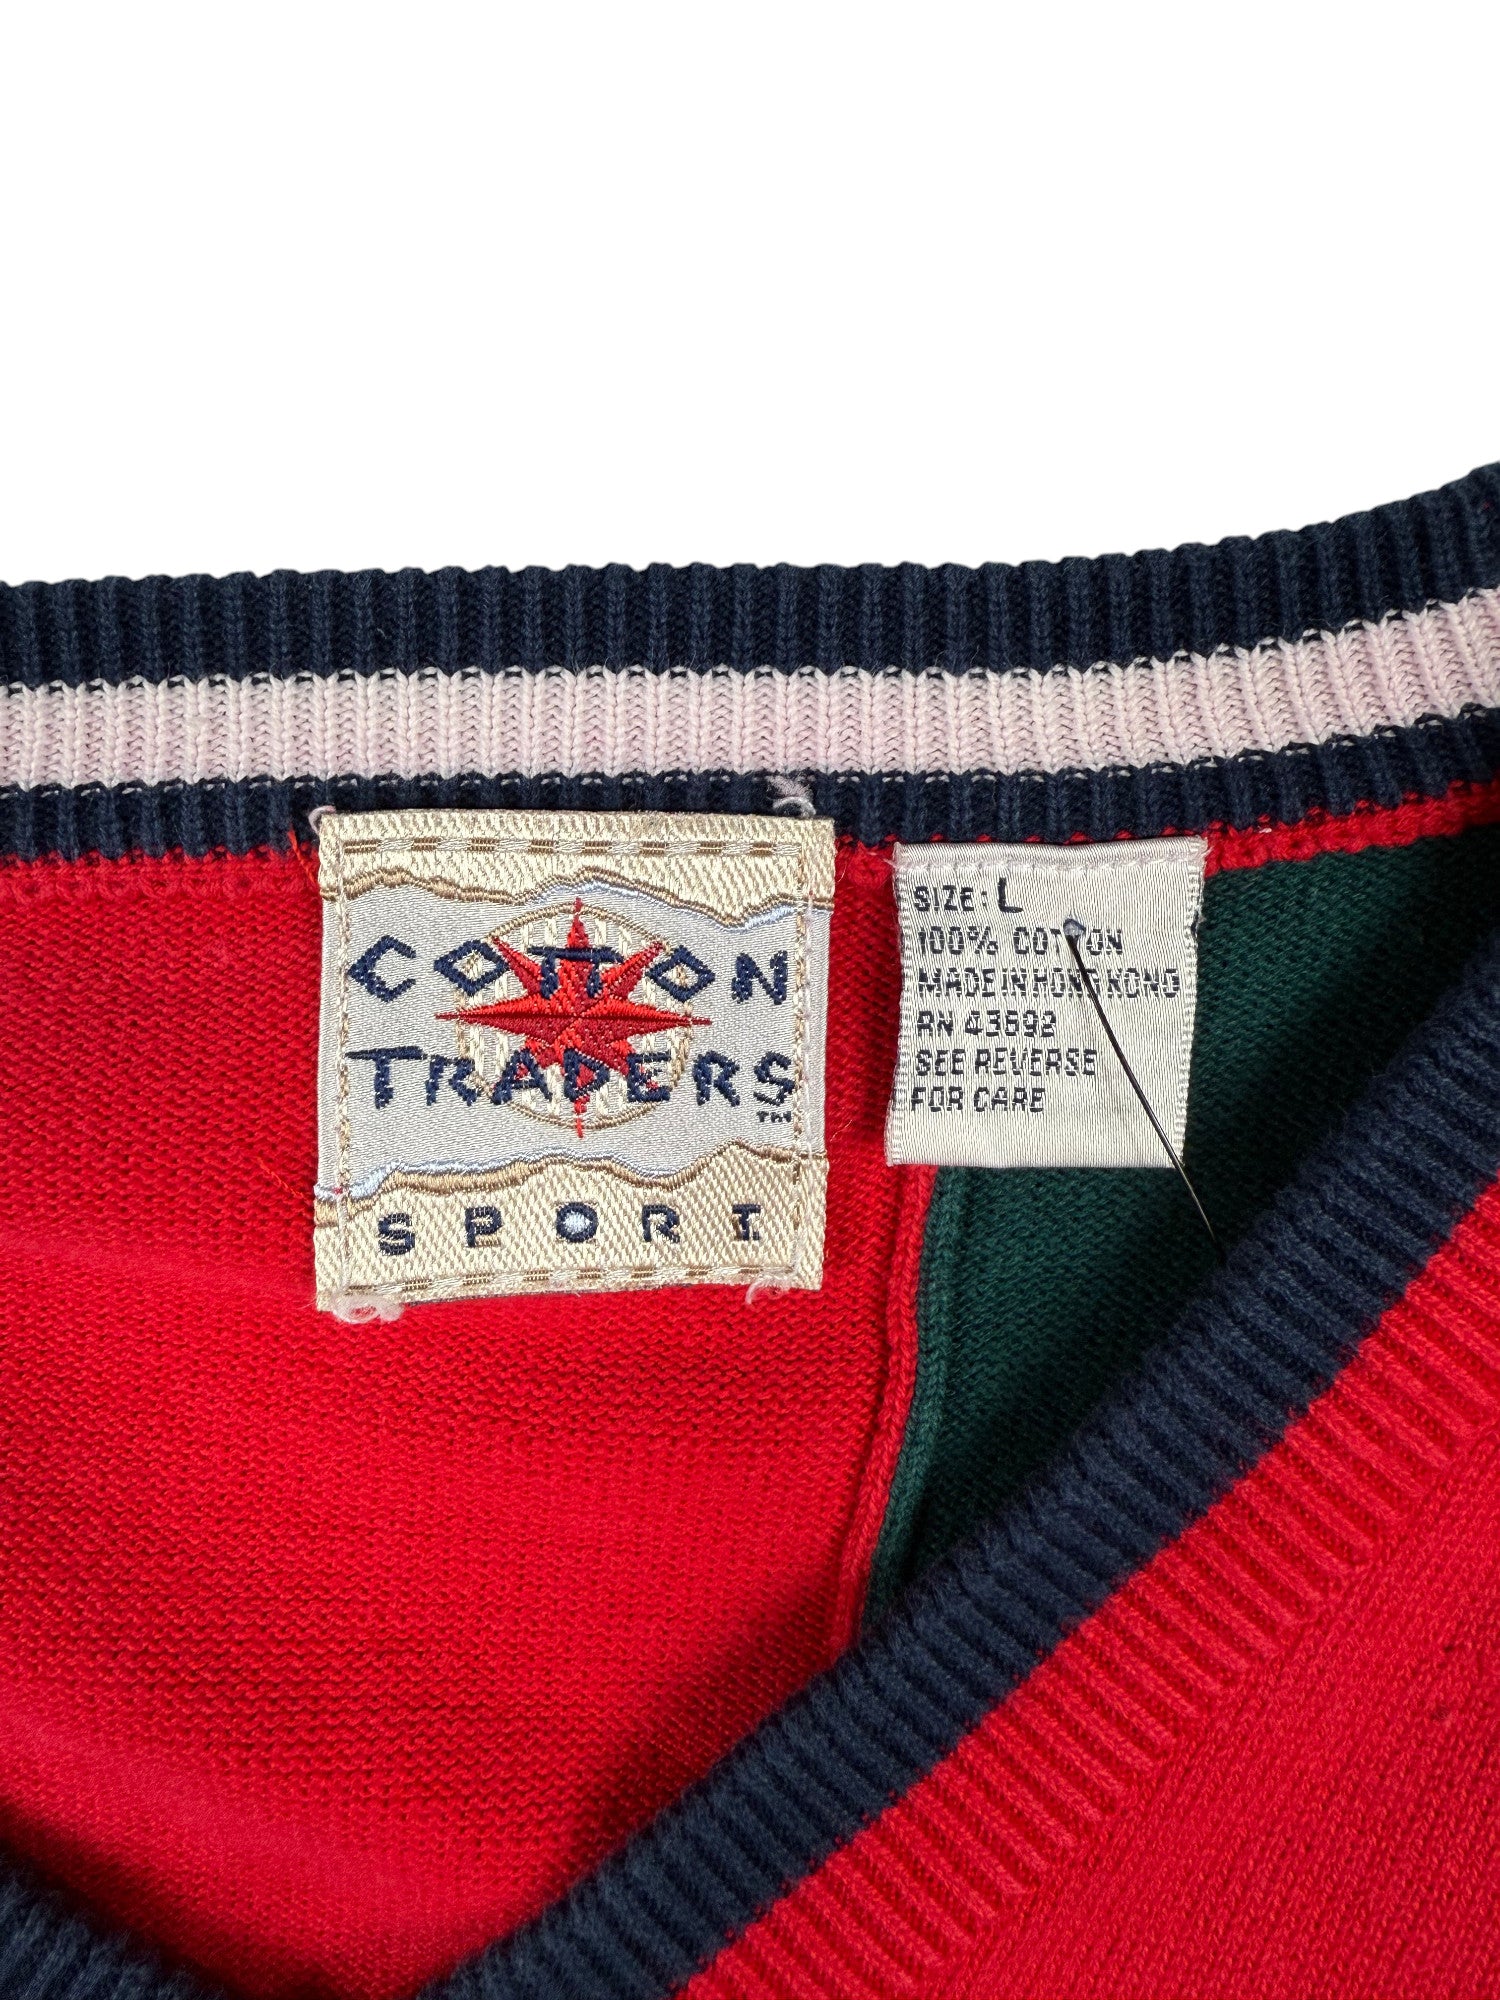 COTTON
TRADERS
™
SPORT
SIZE: L
100% COTTON
MADE IN HONG KONG
RN 43692
SEE REVERSE
FOR CARE